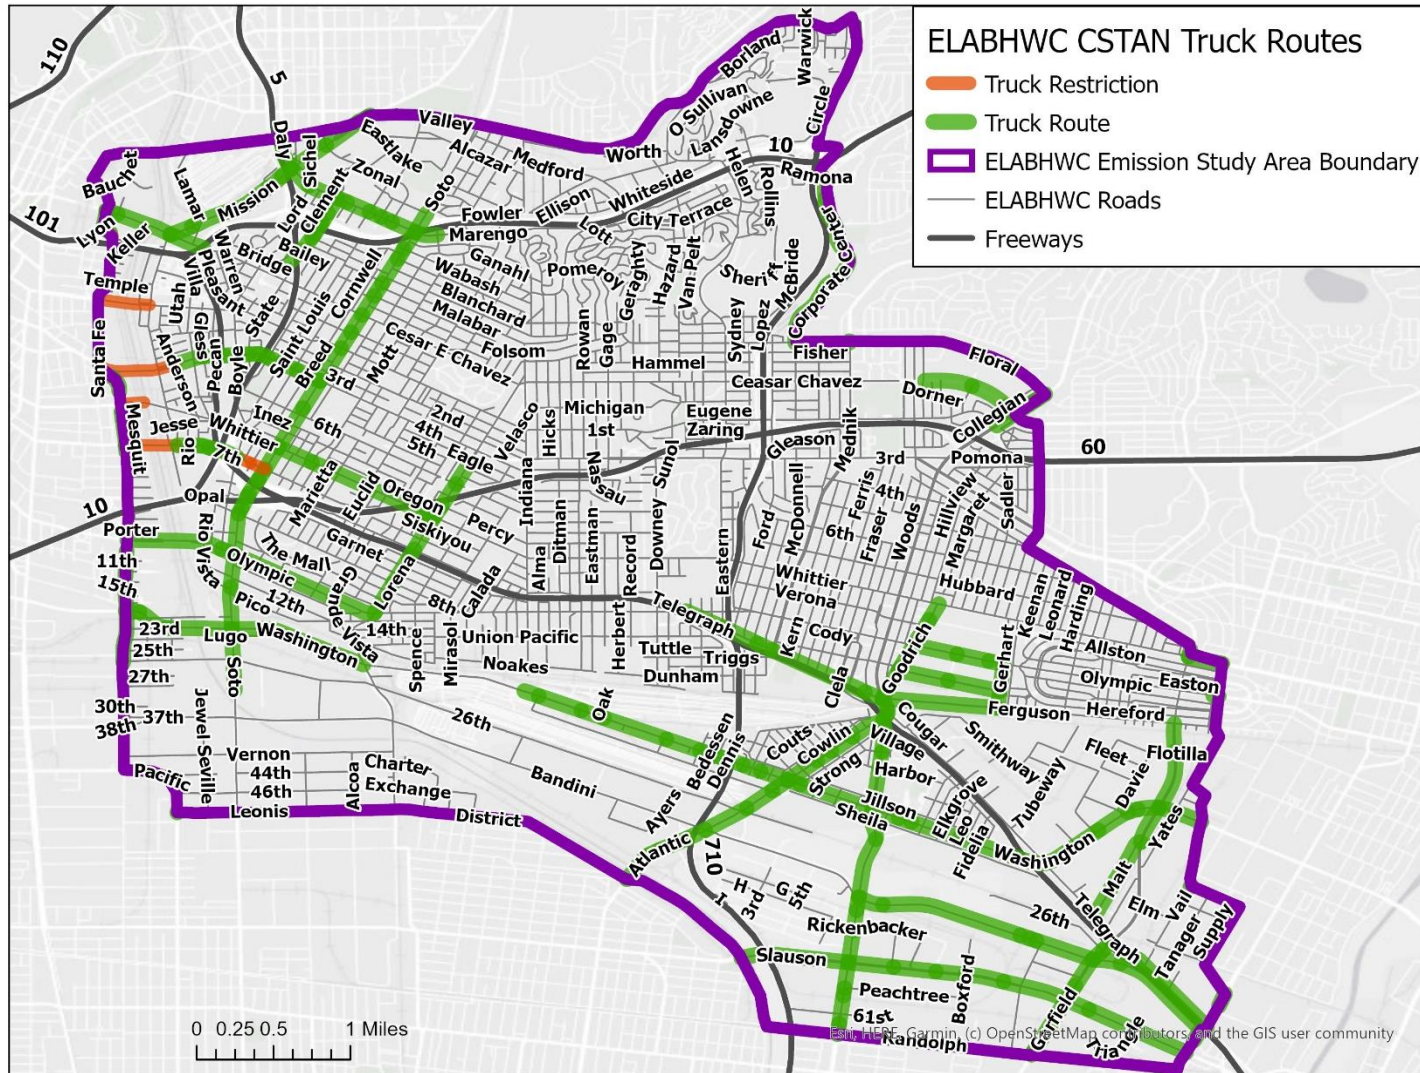 ELABHWC CSTAN Truck Routes
Truck Restriction
Truck Route
ELABHWC Emission Study Area Boundary
ELABHWC Roads
Freeways
110
5
Borland
Warwick
O Sullivan
Lansdowne
Circle
Valley
Daly
Sichel
Eastlake
Alcazar
Medford
Worth
10
Ramona
Bauchet
Lamar
Mission
Lord
Clement
Zonal
Soto
Helen
Rollins
Whiteside
Ellison
Fowler
Lott
City Terrace
101
Lyon
Keller
Marengo
Villa
Pleasant
Warren
Bridge
Bailey
Ganahl
Wabash
Blanchard
Malabar
Folsom
Pomeroy
Geraghty
Hazard
Van Pelt
Sheriff
McBride
Corporate Center
Temple
Utah
Gless
Pecan
Boyle
State
Saint Louis
Cornwell
Breed
Mott
Cesar E Chavez
Rowan
Gage
Hammel
Sydney
Lopez
Fisher
Floral
Santa Fe
Anderson
3rd
Ceasar Chavez
Dorner
Collegian
Mesquit
Jesse
Rio
Whittier
7th
Inez
6th
2nd
4th
5th
Eagle
Velasco
Hicks
Michigan
1st
Eugene
Zaring
Gleason
Mednik
3rd
Pomona
60
10
Opal
Marietta
Euclid
Oregon
Siskiyou
Percy
Indiana
Nassau
Sunol
Downey
Ditman
Alma
Eastman
Record
Eastern
Ford
McDonnell
Ferris
4th
6th
Fraser
Woods
Hillview
Margaret
Sadler
Porter
11th
15th
Rio Vista
The Mall
Olympic
Garnet
Grande Vista
12th
Pico
Lorena
8th
Calada
Telegraph
Whittier
Verona
Hubbard
Keenan
Leonard
Harding
23rd
25th
27th
Lugo
Washington
Soto
14th
Spence
Mirasol
Union Pacific
Noakes
Herbert
Tuttle
Triggs
Dunham
Kern
Cody
Clela
Goodrich
Gerhart
Allston
Easton
Olympic
Hereford
Ferguson
30th
38th
37th
Jewel
Seville
26th
Oak
Bedessen
Dennis
Couts
Cowlin
Strong
Village
Cougar
Harbor
Smithway
Fleet
Flotilla
Pacific
Vernon
44th
46th
Alcoa
Charter
Exchange
Leonis
District
Bandini
Ayers
Atlantic
Jillson
Sheila
Elkgrove
Leo
Fidelia
Tubeway
Washington
Davie
Yates
Malt
710
I
H
3rd
G
5th
Rickenbacker
26th
Telegraph
Elm
Vail
Tanager
Supply
Slauson
Peachtree
Boxford
61st
Garfield
Triangle
Randolph
0 0.25 0.5 1 Miles
Esri, HERE, Garmin, (c) OpenStreetMap contributors, and the GIS user community